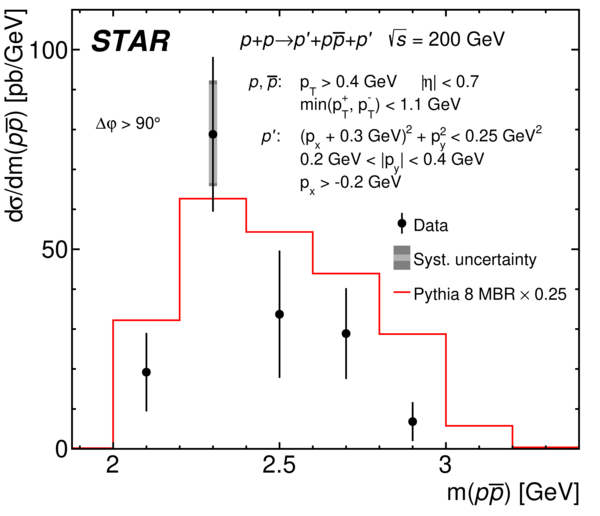 STAR
p+p→p′+pp̅+p′ √s = 200 GeV
p, p̅: p_T > 0.4 GeV |η| < 0.7
min(p_T^+, p_T^-) < 1.1 GeV
Δφ > 90°
p′: (p_x + 0.3 GeV)² + p_y² < 0.25 GeV²
0.2 GeV < |p_y| < 0.4 GeV
p_x > -0.2 GeV
Data
Syst. uncertainty
Pythia 8 MBR × 0.25
dσ/dm(pp̅) [pb/GeV]
100
50
0
2 2.5 3
m(pp̅) [GeV]